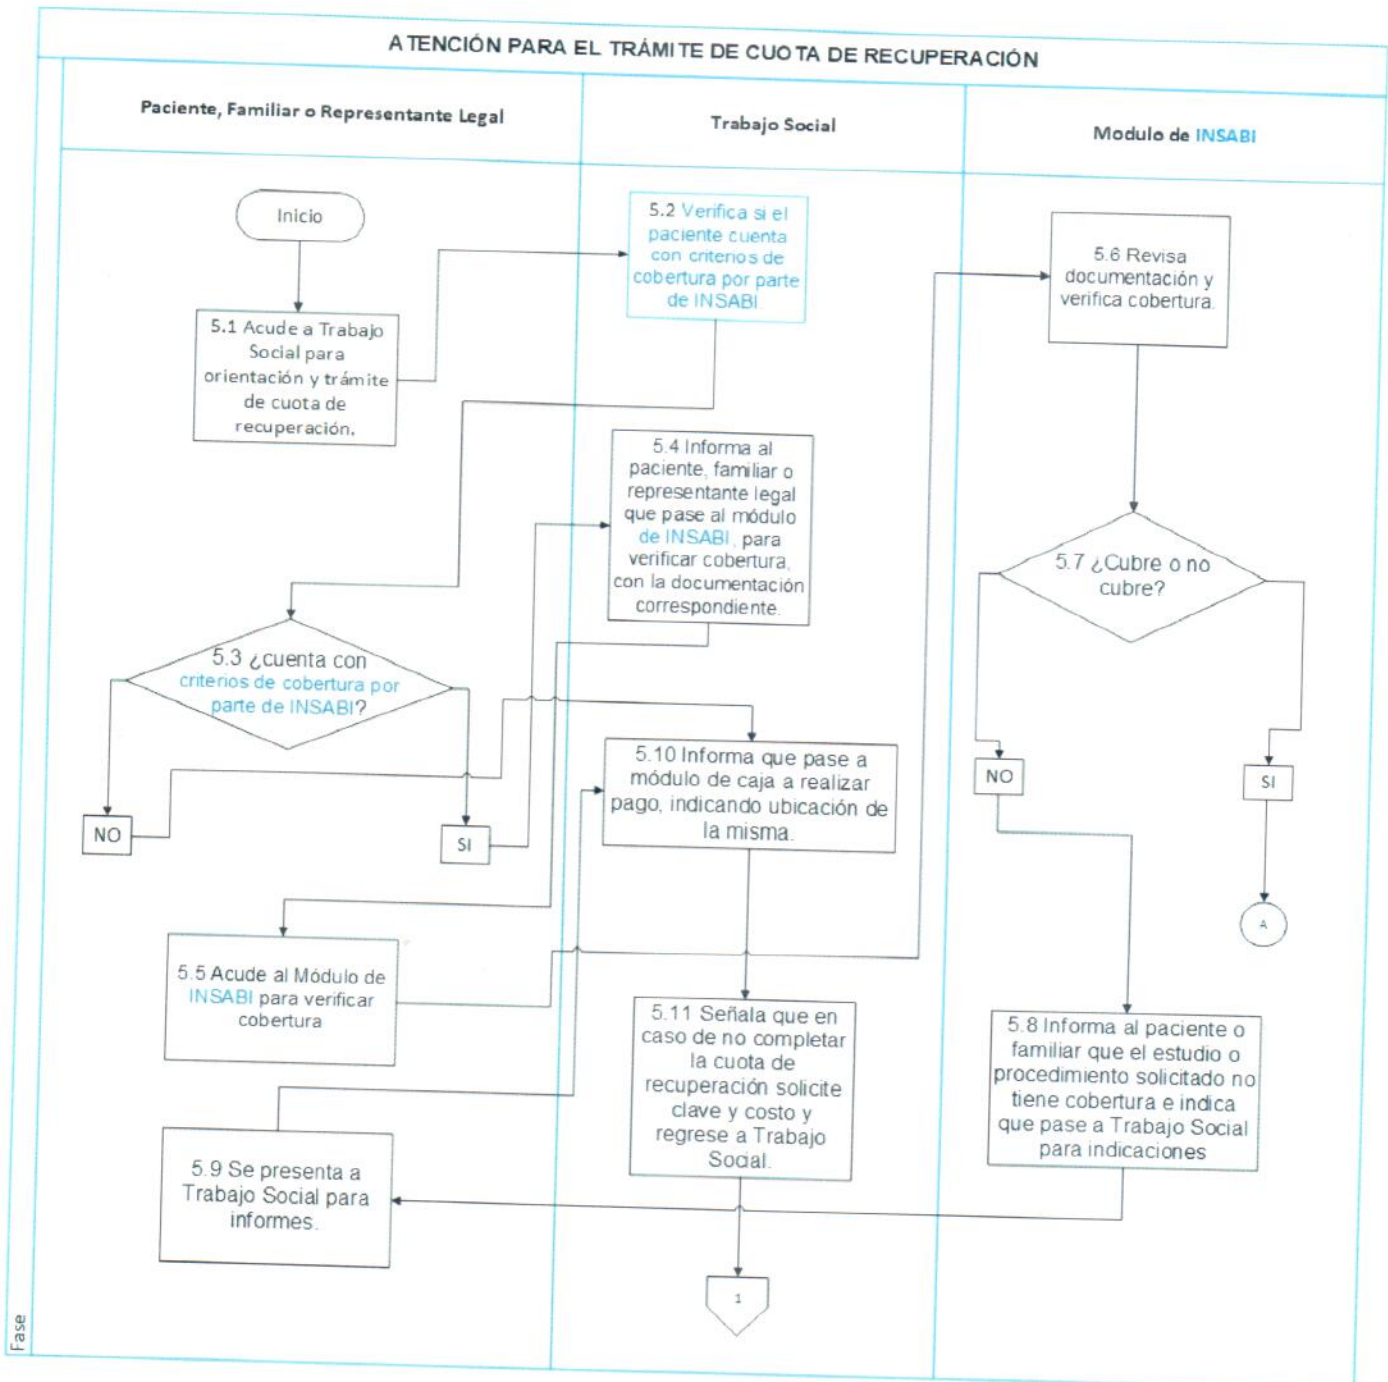 ATENCIÓN PARA EL TRÁMITE DE CUOTA DE RECUPERACIÓN
Paciente, Familiar o Representante Legal
Trabajo Social
Modulo de INSABI
Inicio
5.1 Acude a Trabajo
Social para
orientación y trámite
de cuota de
recuperación.
5.2 Verifica si el
paciente cuenta
con criterios de
cobertura por parte
de INSABI
5.3 ¿cuenta con
criterios de cobertura por
parte de INSABI?
NO
SI
5.4 Informa al
paciente, familiar o
representante legal
que pase al módulo
de INSABI, para
verificar cobertura,
con la documentación
correspondiente.
5.5 Acude al Módulo de
INSABI para verificar
cobertura
5.6 Revisa
documentación y
verifica cobertura.
5.7 ¿Cubre o no
cubre?
NO
SI
A
5.8 Informa al paciente o
familiar que el estudio o
procedimiento solicitado no
tiene cobertura e indica
que pase a Trabajo Social
para indicaciones
5.9 Se presenta a
Trabajo Social para
informes.
5.10 Informa que pase a
módulo de caja a realizar
pago, indicando ubicación de
la misma.
5.11 Señala que en
caso de no completar
la cuota de
recuperación solicite
clave y costo y
regrese a Trabajo
Social.
1
Fase